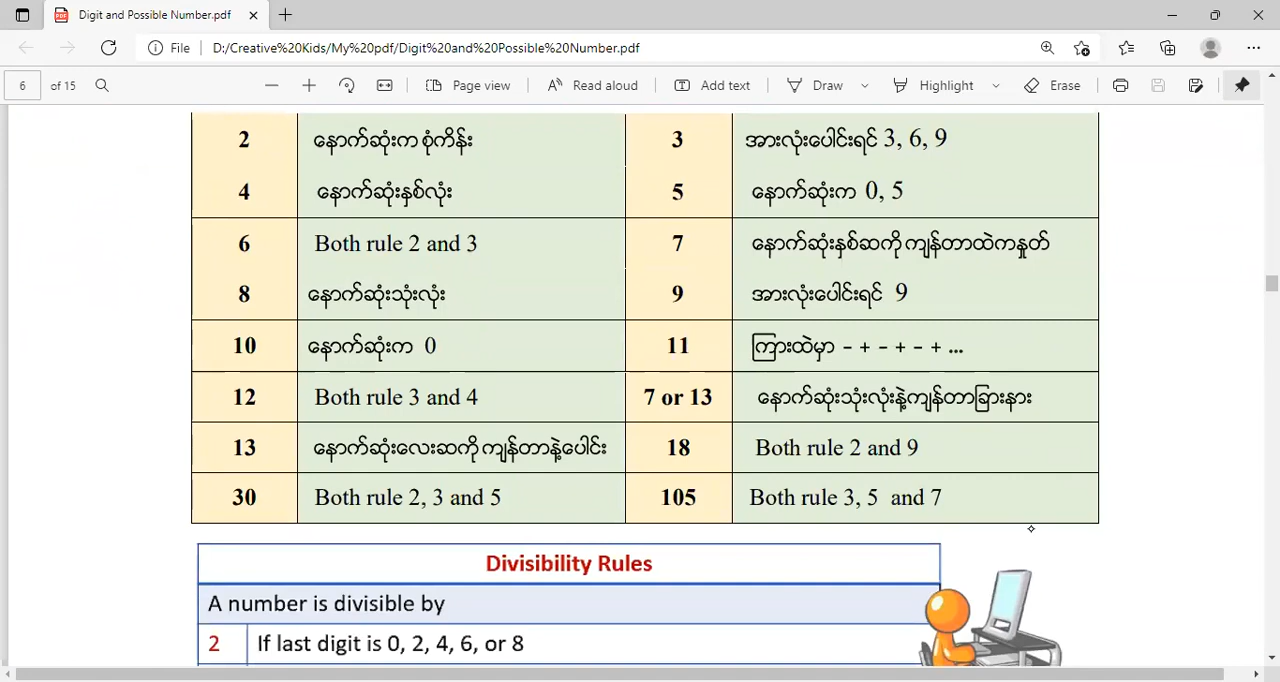 Digit and Possible Number.pdf
File D:/Creative%20Kids/My%20pdf/Digit%20and%20Possible%20Number.pdf
6 of 15 Page view Read aloud Add text Draw Highlight Erase
2 နောက်ဆုံးက စုံကိန်း 3 အားလုံးပေါင်းရင် 3, 6, 9
4 နောက်ဆုံးနှစ်လုံး 5 နောက်ဆုံးက 0, 5
6 Both rule 2 and 3 7 နောက်ဆုံးနှစ်ဆကို ကျန်တာထဲကနှုတ်
8 နောက်ဆုံးသုံးလုံး 9 အားလုံးပေါင်းရင် 9
10 နောက်ဆုံးက 0 11 ကြားထဲမှာ – + – + – + ...
12 Both rule 3 and 4 7 or 13 နောက်ဆုံးသုံးလုံးနဲ့ကျန်တာခြားနား
13 နောက်ဆုံးလေးဆကို ကျန်တာနဲ့ပေါင်း 18 Both rule 2 and 9
30 Both rule 2, 3 and 5 105 Both rule 3, 5 and 7
Divisibility Rules
A number is divisible by
2 If last digit is 0, 2, 4, 6, or 8